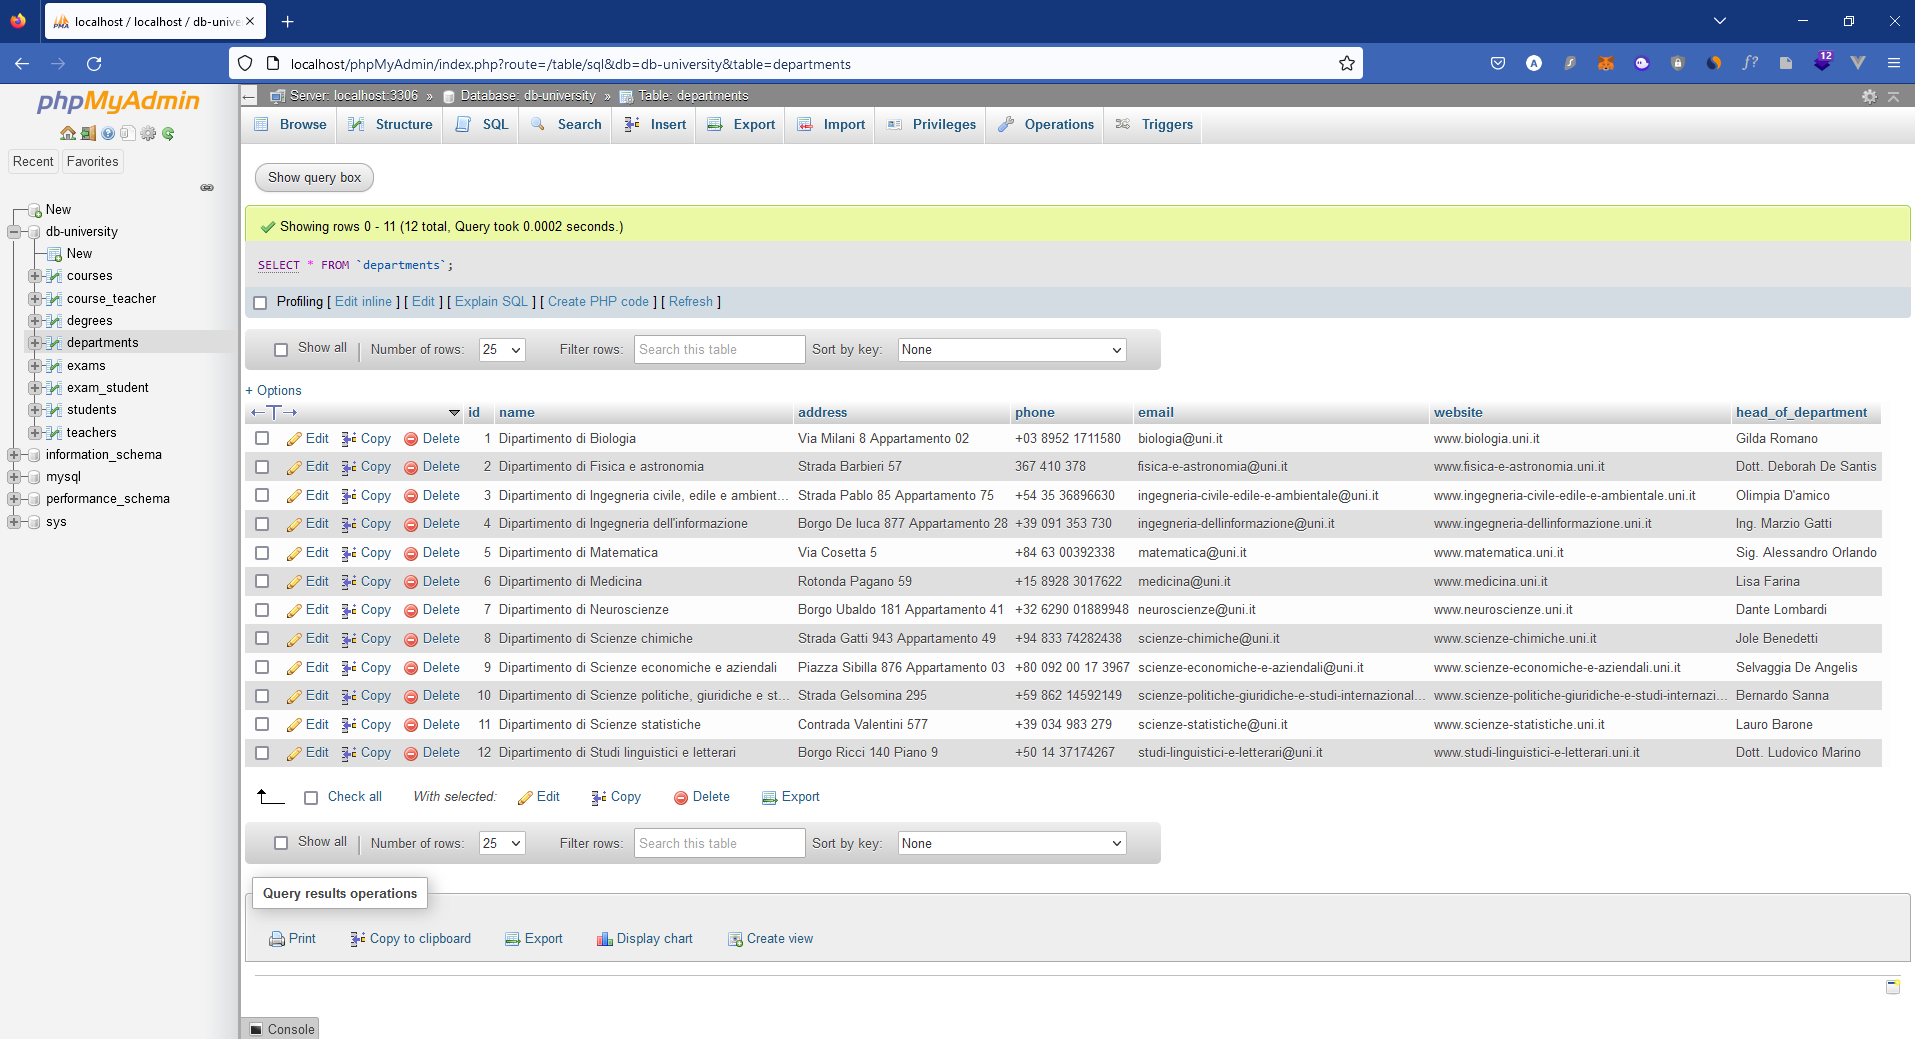 localhost / localhost / db-unive
localhost/phpMyAdmin/index.php?route=/table/sql&db=db-university&table=departments
12
phpMyAdmin
Recent Favorites
New
db-university
New
courses
course_teacher
degrees
departments
exams
exam_student
students
teachers
information_schema
mysql
performance_schema
sys
Server: localhost:3306 » Database: db-university » Table: departments
Browse Structure SQL Search Insert Export Import Privileges Operations Triggers
Show query box
Showing rows 0 - 11 (12 total, Query took 0.0002 seconds.)
SELECT * FROM `departments`;
Profiling [ Edit inline ] [ Edit ] [ Explain SQL ] [ Create PHP code ] [ Refresh ]
Show all Number of rows: 25 Filter rows: Search this table Sort by key: None
+ Options
←T→ id name address phone email website head_of_department
Edit Copy Delete 1 Dipartimento di Biologia Via Milani 8 Appartamento 02 +03 8952 1711580 biologia@uni.it www.biologia.uni.it Gilda Romano
Edit Copy Delete 2 Dipartimento di Fisica e astronomia Strada Barbieri 57 367 410 378 fisica-e-astronomia@uni.it www.fisica-e-astronomia.uni.it Dott. Deborah De Santis
Edit Copy Delete 3 Dipartimento di Ingegneria civile, edile e ambient... Strada Pablo 85 Appartamento 75 +54 35 36896630 ingegneria-civile-edile-e-ambientale@uni.it www.ingegneria-civile-edile-e-ambientale.uni.it Olimpia D'amico
Edit Copy Delete 4 Dipartimento di Ingegneria dell'informazione Borgo De luca 877 Appartamento 28 +39 091 353 730 ingegneria-dellinformazione@uni.it www.ingegneria-dellinformazione.uni.it Ing. Marzio Gatti
Edit Copy Delete 5 Dipartimento di Matematica Via Cosetta 5 +84 63 00392338 matematica@uni.it www.matematica.uni.it Sig. Alessandro Orlando
Edit Copy Delete 6 Dipartimento di Medicina Rotonda Pagano 59 +15 8928 3017622 medicina@uni.it www.medicina.uni.it Lisa Farina
Edit Copy Delete 7 Dipartimento di Neuroscienze Borgo Ubaldo 181 Appartamento 41 +32 6290 01889948 neuroscienze@uni.it www.neuroscienze.uni.it Dante Lombardi
Edit Copy Delete 8 Dipartimento di Scienze chimiche Strada Gatti 943 Appartamento 49 +94 833 74282438 scienze-chimiche@uni.it www.scienze-chimiche.uni.it Jole Benedetti
Edit Copy Delete 9 Dipartimento di Scienze economiche e aziendali Piazza Sibilla 876 Appartamento 03 +80 092 00 17 3967 scienze-economiche-e-aziendali@uni.it www.scienze-economiche-e-aziendali.uni.it Selvaggia De Angelis
Edit Copy Delete 10 Dipartimento di Scienze politiche, giuridiche e st... Strada Gelsomina 295 +59 862 14592149 scienze-politiche-giuridiche-e-studi-internazional... www.scienze-politiche-giuridiche-e-studi-internazi... Bernardo Sanna
Edit Copy Delete 11 Dipartimento di Scienze statistiche Contrada Valentini 577 +39 034 983 279 scienze-statistiche@uni.it www.scienze-statistiche.uni.it Lauro Barone
Edit Copy Delete 12 Dipartimento di Studi linguistici e letterari Borgo Ricci 140 Piano 9 +50 14 37174267 studi-linguistici-e-letterari@uni.it www.studi-linguistici-e-letterari.uni.it Dott. Ludovico Marino
Check all With selected: Edit Copy Delete Export
Show all Number of rows: 25 Filter rows: Search this table Sort by key: None
Query results operations
Print Copy to clipboard Export Display chart Create view
Console